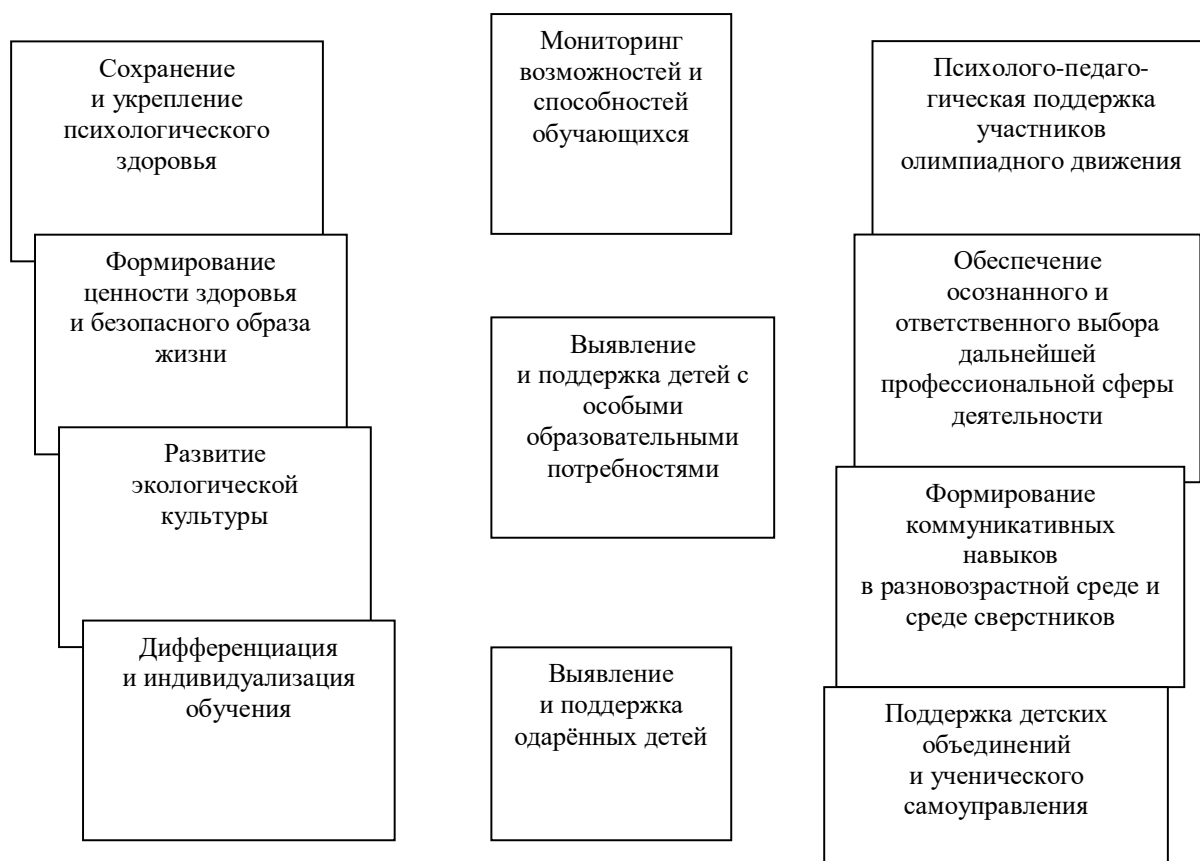 Сохранение
и укрепление
психологического
здоровья
Формирование
ценности здоровья
и безопасного образа
жизни
Развитие
экологической
культуры
Дифференциация
и индивидуализация
обучения
Мониторинг
возможностей и
способностей
обучающихся
Выявление
и поддержка детей с
особыми
образовательными
потребностями
Выявление
и поддержка
одарённых детей
Психолого-педаго-
гическая поддержка
участников
олимпиадного движения
Обеспечение
осознанного и
ответственного выбора
дальнейшей
профессиональной сферы
деятельности
Формирование
коммуникативных
навыков
в разновозрастной среде и
среде сверстников
Поддержка детских
объединений
и ученического
самоуправления